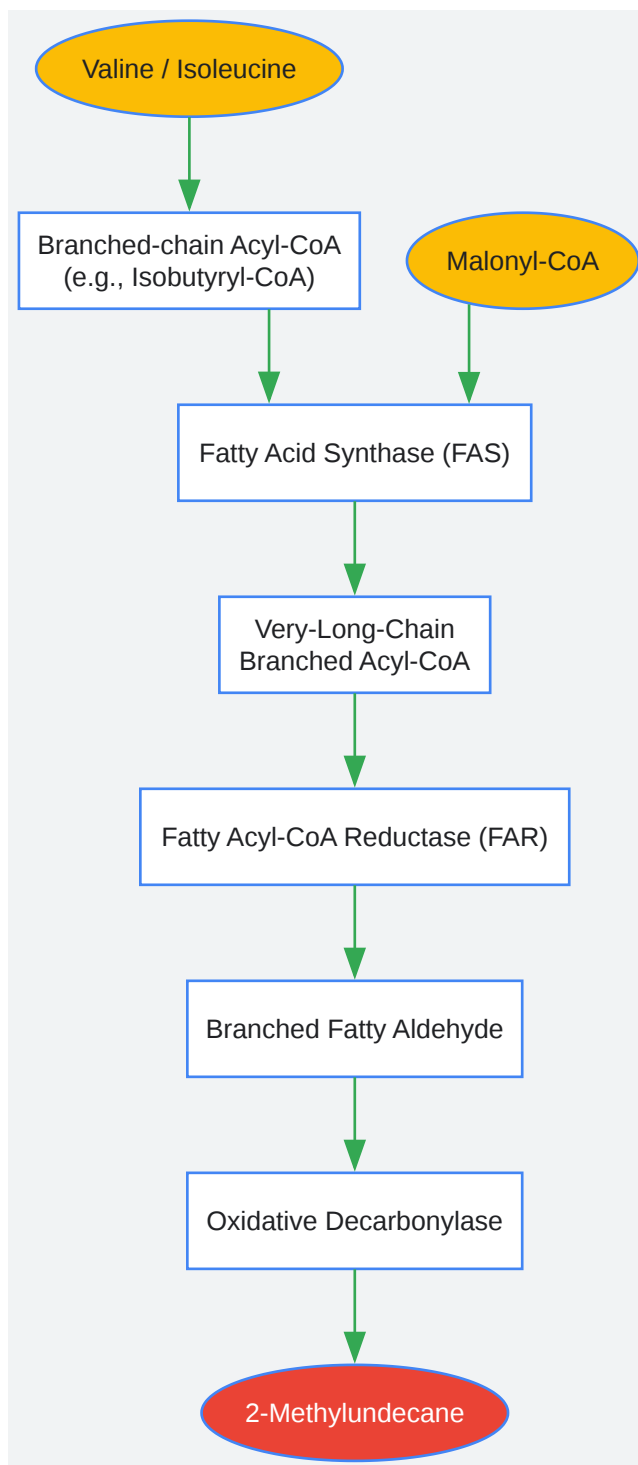 Valine / Isoleucine
Branched-chain Acyl-CoA
(e.g., Isobutyryl-CoA)
Malonyl-CoA
Fatty Acid Synthase (FAS)
Very-Long-Chain
Branched Acyl-CoA
Fatty Acyl-CoA Reductase (FAR)
Branched Fatty Aldehyde
Oxidative Decarbonylase
2-Methylundecane